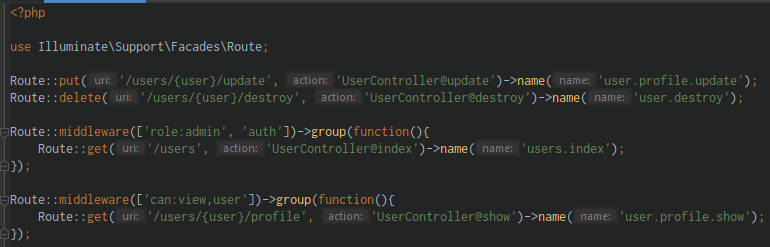 <?php
use Illuminate\Support\Facades\Route;
Route::put( uri: '/users/{user}/update', action: 'UserController@update')->name( name: 'user.profile.update');
Route::delete( uri: '/users/{user}/destroy', action: 'UserController@destroy')->name( name: 'user.destroy');
Route::middleware(['role:admin', 'auth'])->group(function(){
    Route::get( uri: '/users', action: 'UserController@index')->name( name: 'users.index');
});
Route::middleware(['can:view,user'])->group(function(){
    Route::get( uri: '/users/{user}/profile', action: 'UserController@show')->name( name: 'user.profile.show');
});